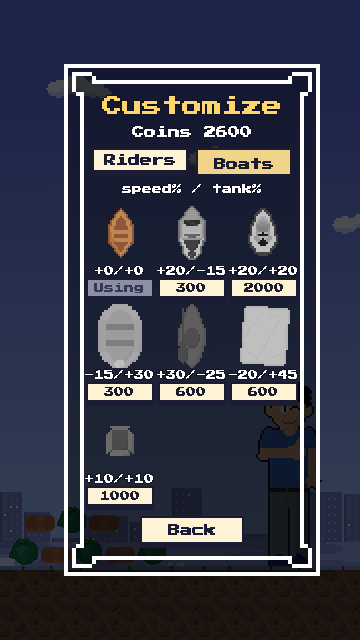 Customize
Coins 2600
Riders Boats
speed% / tank%
+0/+0 +20/-15 +20/+20
Using 300 2000
-15/+30 +30/-25 -20/+45
300 600 600
+10/+10
1000
Back